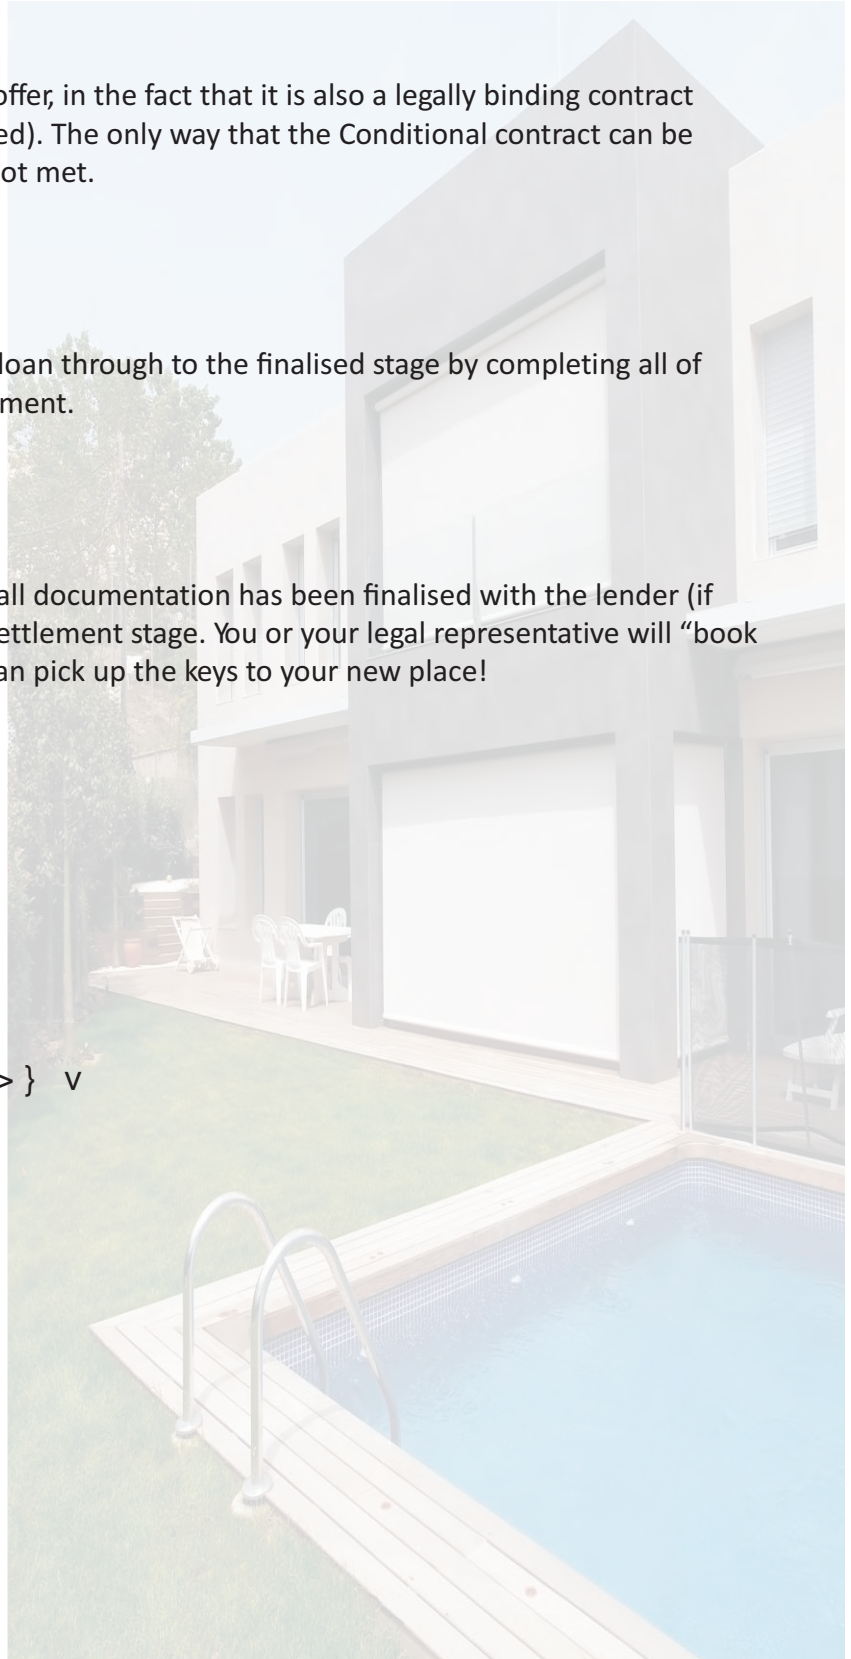 offer, in the fact that it is also a legally binding contract
ed). The only way that the Conditional contract can be
ot met.
loan through to the finalised stage by completing all of
ment.
all documentation has been finalised with the lender (if
ettlement stage. You or your legal representative will “book
an pick up the keys to your new place!
> } v